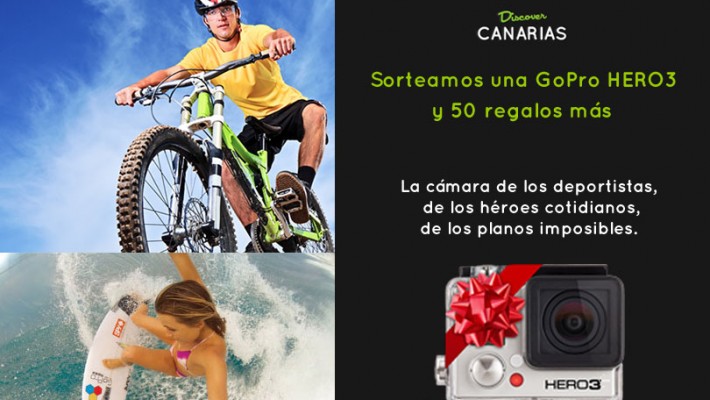 Discover
CANARIAS
Sorteamos una GoPro HERO3
y 50 regalos más
La cámara de los deportistas,
de los héroes cotidianos,
de los planos imposibles.
HERO3